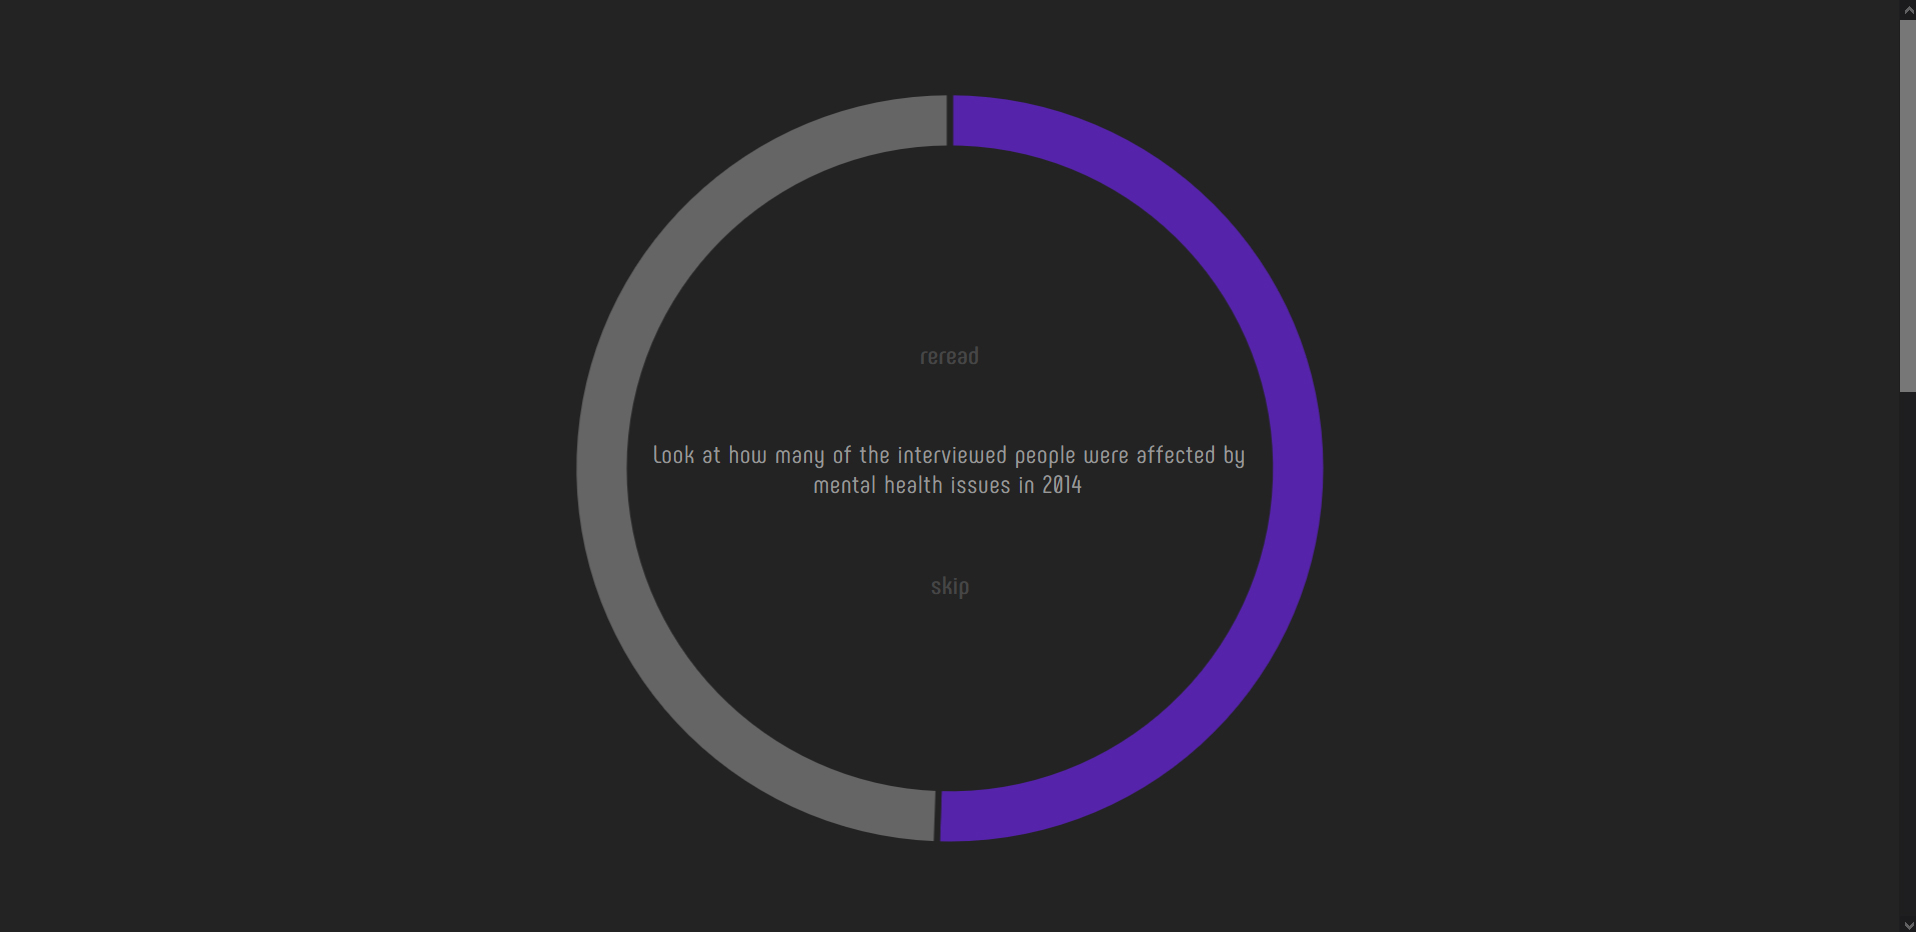 reread
Look at how many of the interviewed people were affected by
mental health issues in 2014
skip